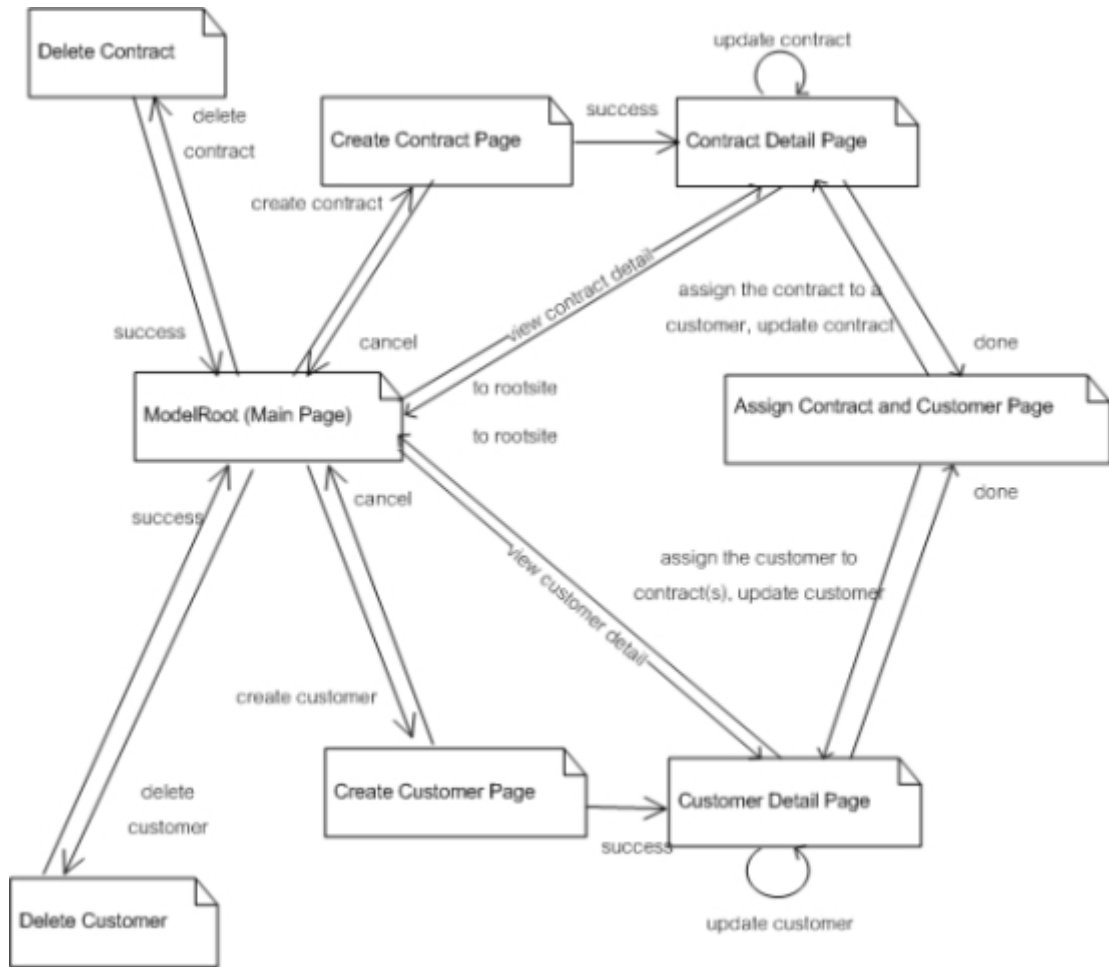 update contract
Delete Contract
delete
contract
success
Create Contract Page
Contract Detail Page
create contract
view contract detail
assign the contract to a
customer, update contract
success
cancel
done
to rootsite
ModelRoot (Main Page)
Assign Contract and Customer Page
to rootsite
success
cancel
done
view customer detail
assign the customer to
contract(s), update customer
create customer
delete
customer
Create Customer Page
Customer Detail Page
success
Delete Customer
update customer